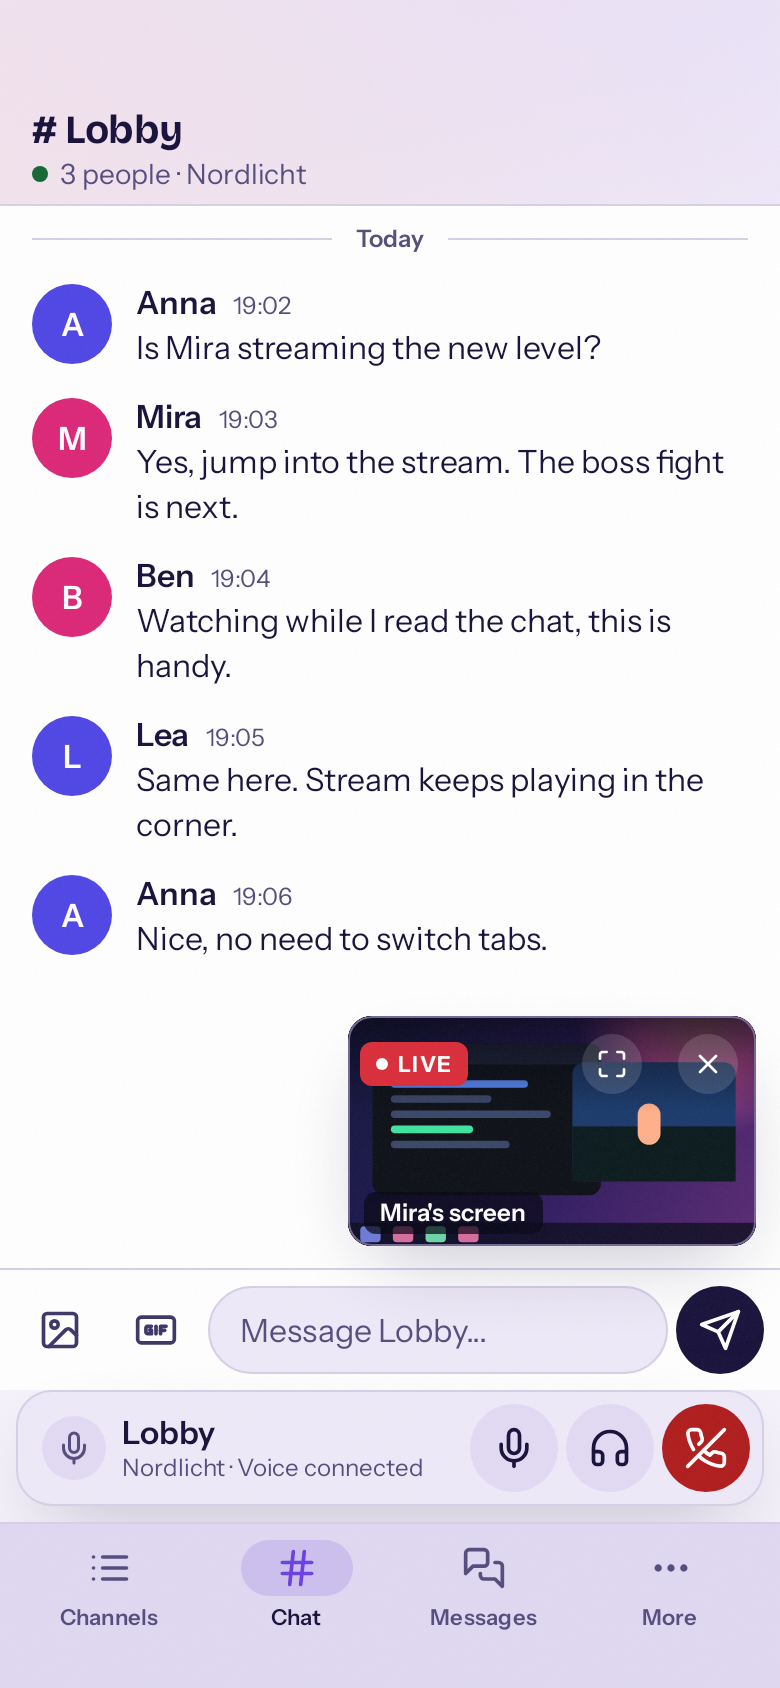 # Lobby
3 people · Nordlicht
Today
Anna 19:02
Is Mira streaming the new level?
Mira 19:03
Yes, jump into the stream. The boss fight
is next.
Ben 19:04
Watching while I read the chat, this is
handy.
Lea 19:05
Same here. Stream keeps playing in the
corner.
Anna 19:06
Nice, no need to switch tabs.
LIVE
Mira's screen
GIF
Message Lobby...
Lobby
Nordlicht · Voice connected
Channels
Chat
Messages
More
A
M
B
L
A